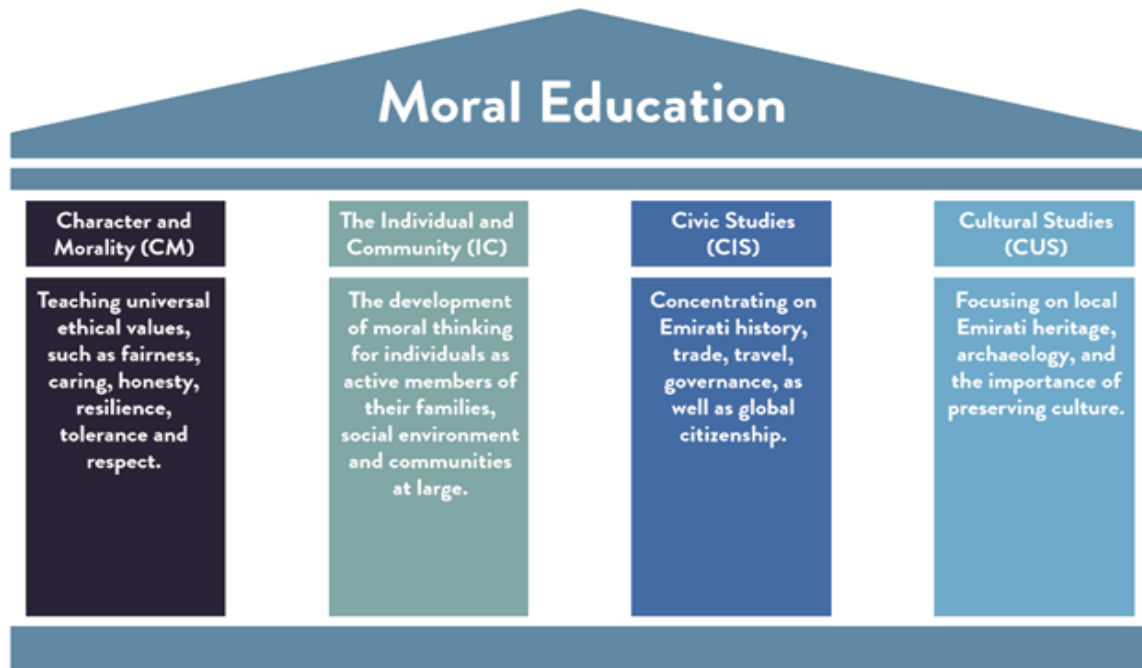 Moral Education
Character and
Morality (CM)
Teaching universal
ethical values,
such as fairness,
caring, honesty,
resilience,
tolerance and
respect.
The Individual and
Community (IC)
The development
of moral thinking
for individuals as
active members of
their families,
social environment
and communities
at large.
Civic Studies
(CIS)
Concentrating on
Emirati history,
trade, travel,
governance, as
well as global
citizenship.
Cultural Studies
(CUS)
Focusing on local
Emirati heritage,
archaeology, and
the importance of
preserving culture.